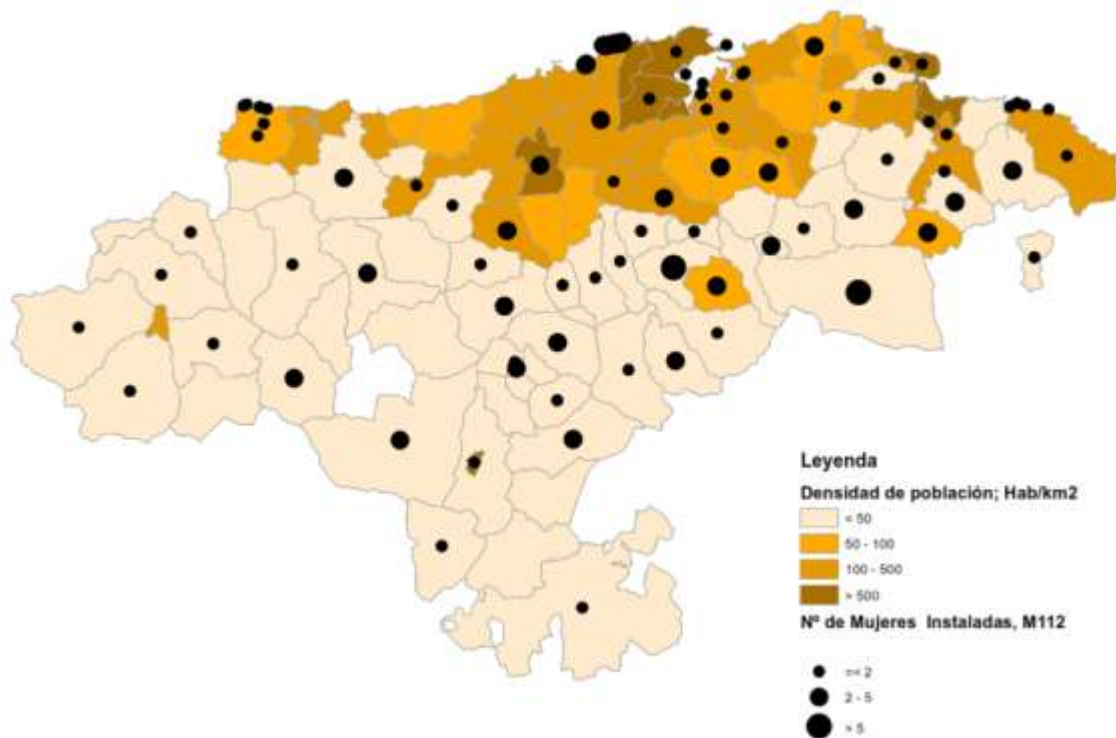 Leyenda
Densidad de población; Hab/km2
< 50
50 - 100
100 - 500
> 500
Nº de Mujeres Instaladas, M112
=< 2
2 - 5
> 5